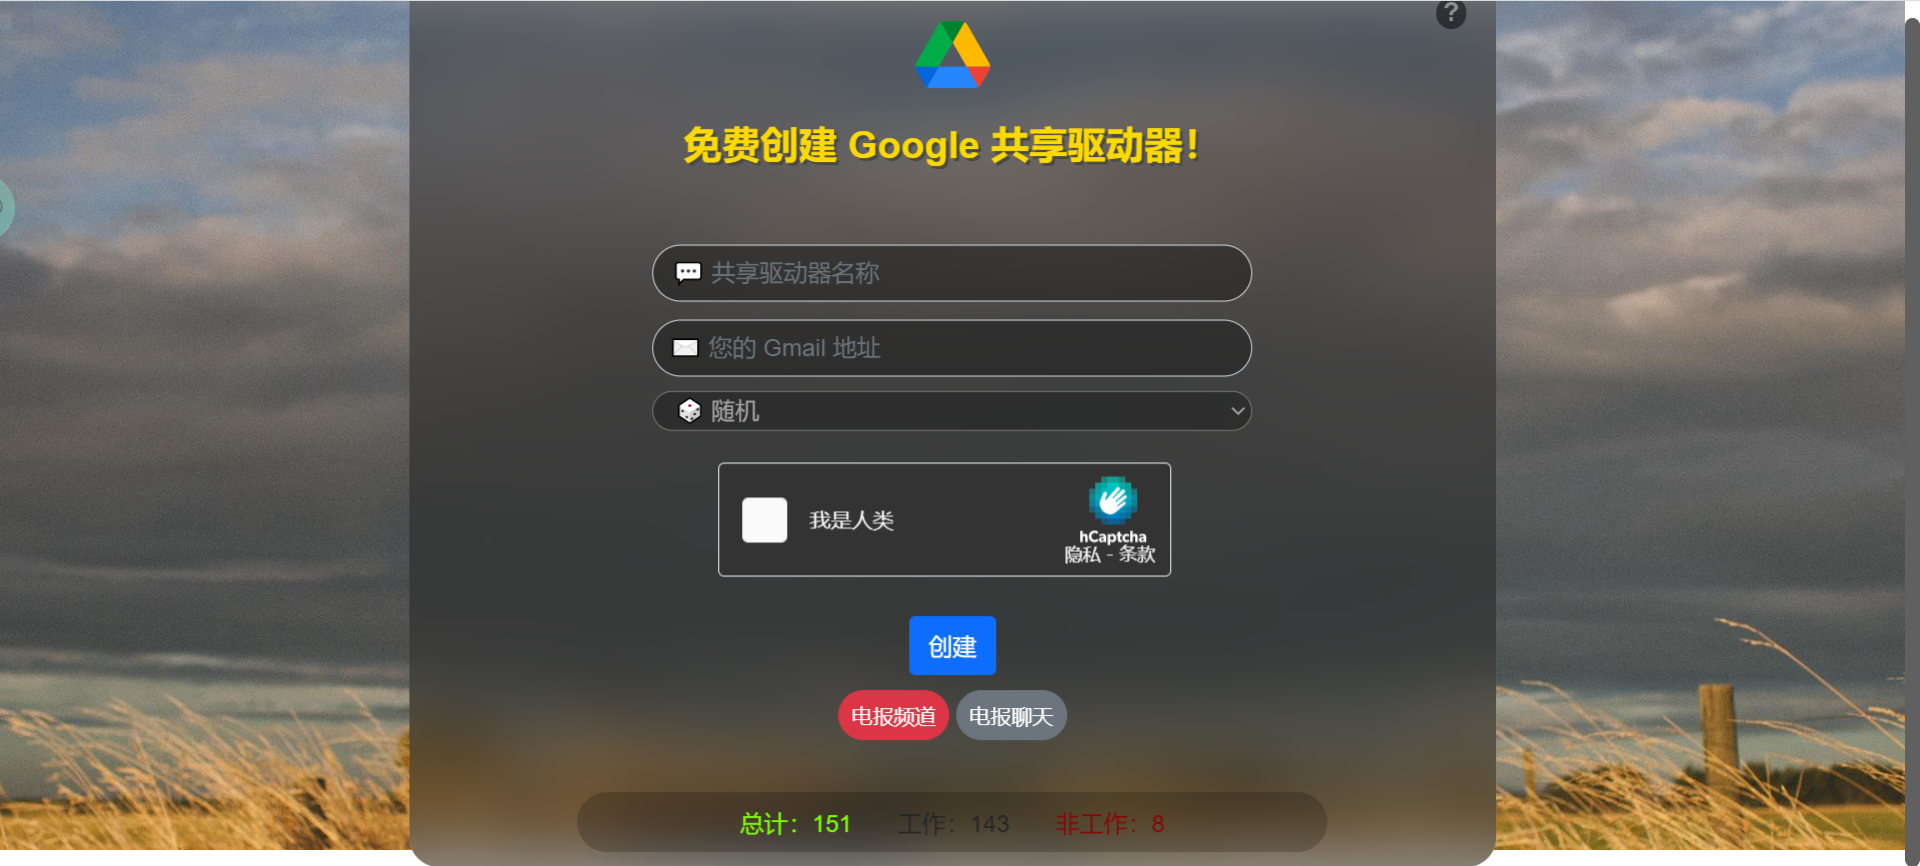 ?
免费创建 Google 共享驱动器！
共享驱动器名称
您的 Gmail 地址
随机
我是人类
hCaptcha
隐私 - 条款
创建
电报频道 电报聊天
总计：151 工作：143 非工作：8